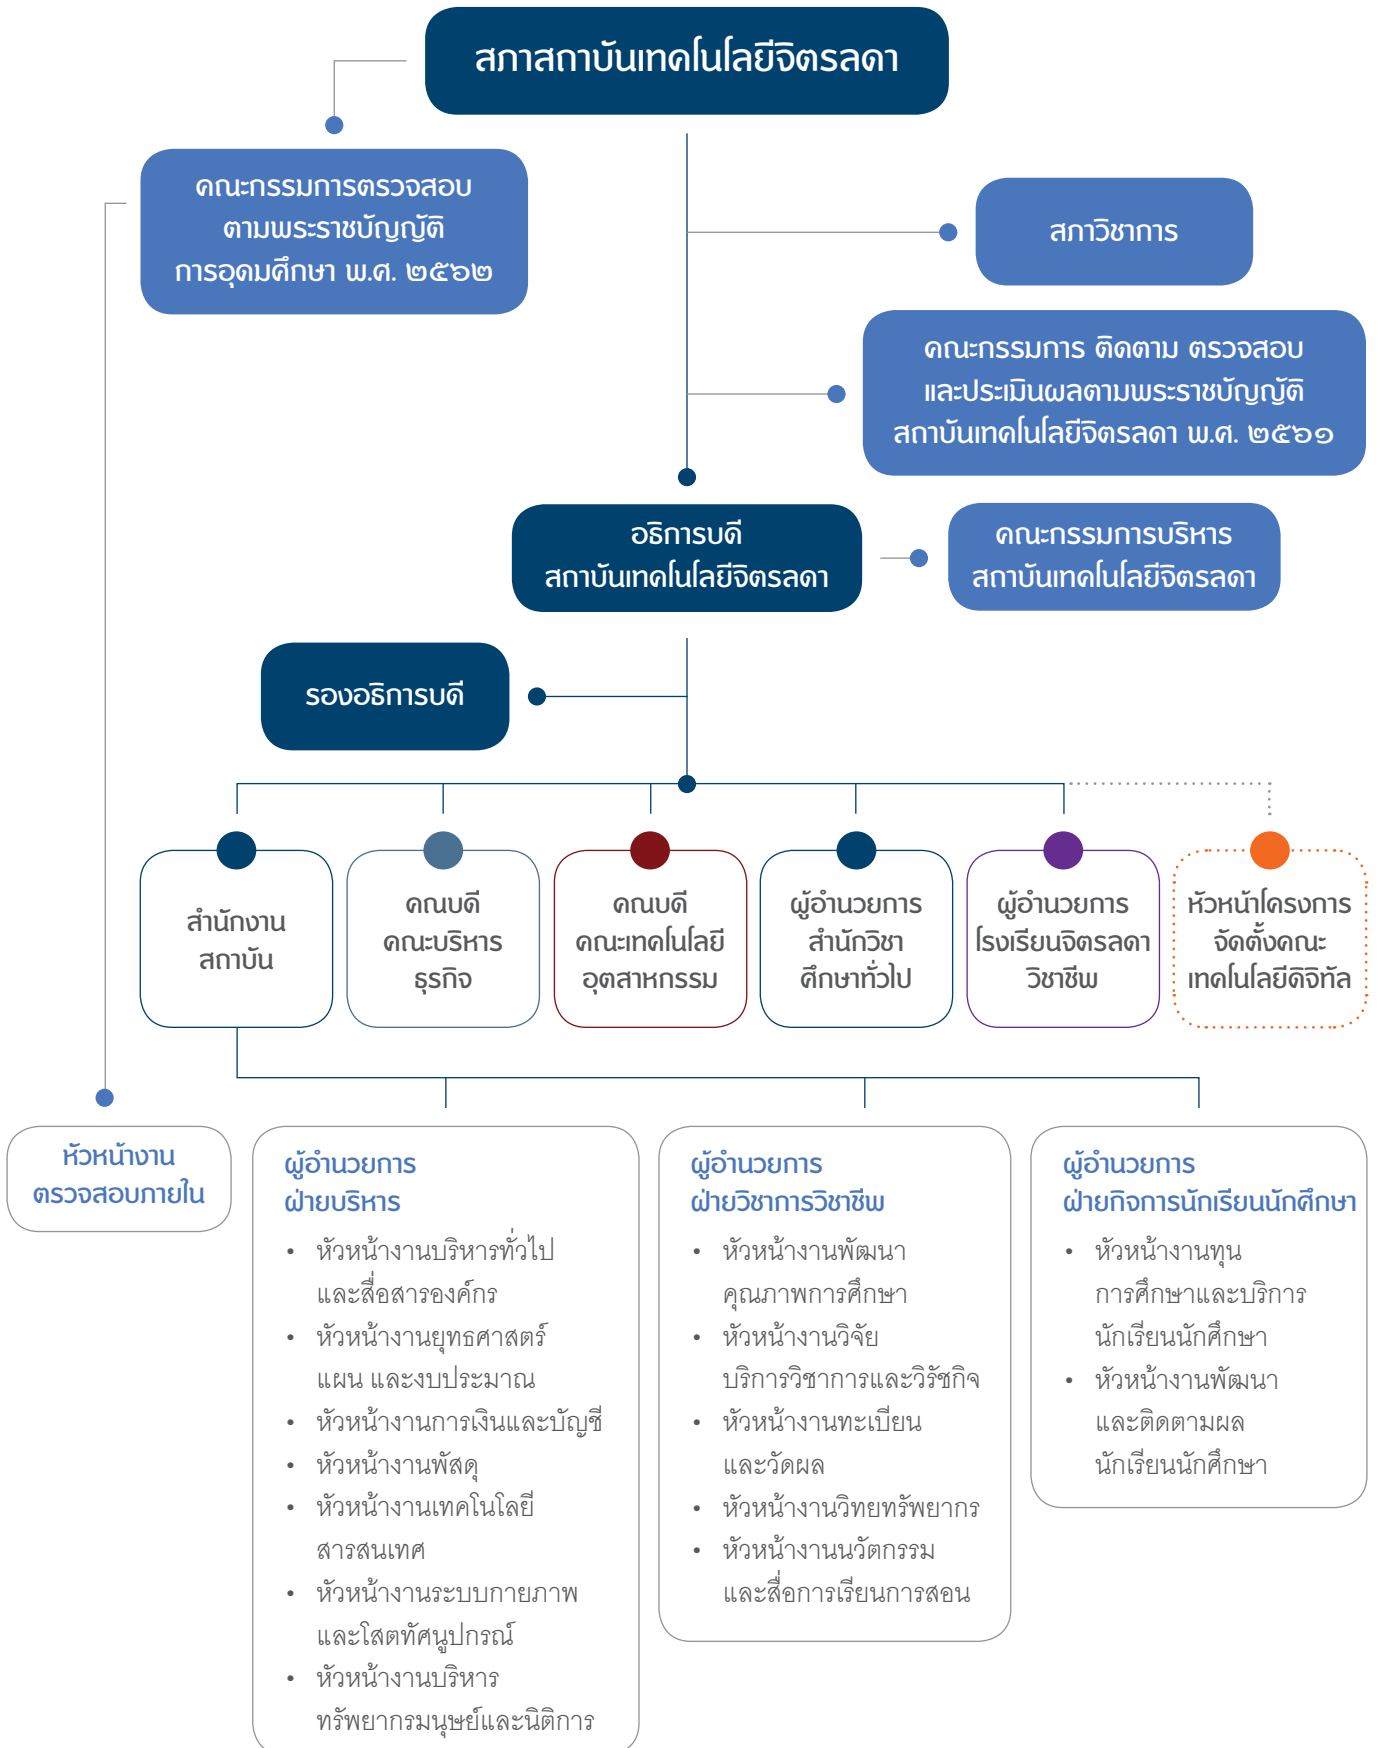 สภาสถาบันเทคโนโลยีจิตรลดา
คณะกรรมการตรวจสอบ
ตามพระราชบัญญัติ
การอุดมศึกษา พ.ศ. ๒๕๖๒
สภาวิชาการ
คณะกรรมการ ติดตาม ตรวจสอบ
และประเมินผลตามพระราชบัญญัติ
สถาบันเทคโนโลยีจิตรลดา พ.ศ. ๒๕๖๑
อธิการบดี
สถาบันเทคโนโลยีจิตรลดา
คณะกรรมการบริหาร
สถาบันเทคโนโลยีจิตรลดา
รองอธิการบดี
สำนักงาน
สถาบัน
คณบดี
คณะบริหาร
ธุรกิจ
คณบดี
คณะเทคโนโลยี
อุตสาหกรรม
ผู้อำนวยการ
สำนักวิชา
ศึกษาทั่วไป
ผู้อำนวยการ
โรงเรียนจิตรลดา
วิชาชีพ
หัวหน้าโครงการ
จัดตั้งคณะ
เทคโนโลยีดิจิทัล
หัวหน้างาน
ตรวจสอบภายใน
ผู้อำนวยการ
ฝ่ายบริหาร
• หัวหน้างานบริหารทั่วไป
และสื่อสารองค์กร
• หัวหน้างานยุทธศาสตร์
แผน และงบประมาณ
• หัวหน้างานการเงินและบัญชี
• หัวหน้างานพัสดุ
• หัวหน้างานเทคโนโลยี
สารสนเทศ
• หัวหน้างานระบบกายภาพ
และโสตทัศนูปกรณ์
• หัวหน้างานบริหาร
ทรัพยากรมนุษย์และนิติการ
ผู้อำนวยการ
ฝ่ายวิชาการวิชาชีพ
• หัวหน้างานพัฒนา
คุณภาพการศึกษา
• หัวหน้างานวิจัย
บริการวิชาการและวิรัชกิจ
• หัวหน้างานทะเบียน
และวัดผล
• หัวหน้างานวิทยทรัพยากร
• หัวหน้างานนวัตกรรม
และสื่อการเรียนการสอน
ผู้อำนวยการ
ฝ่ายกิจการนักเรียนนักศึกษา
• หัวหน้างานทุน
การศึกษาและบริการ
นักเรียนนักศึกษา
• หัวหน้างานพัฒนา
และติดตามผล
นักเรียนนักศึกษา